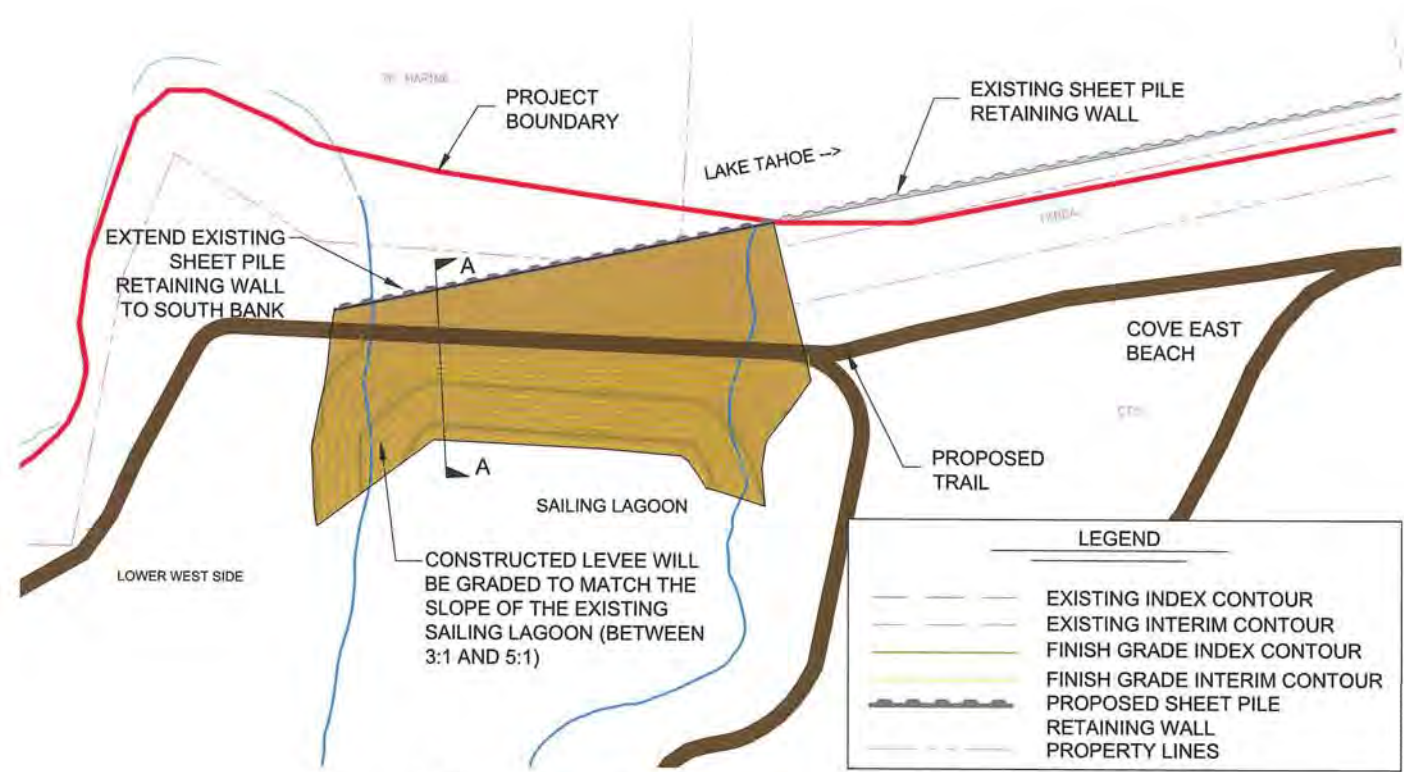 PROJECT
BOUNDARY
EXISTING SHEET PILE
RETAINING WALL
LAKE TAHOE -->
EXTEND EXISTING
SHEET PILE
RETAINING WALL
TO SOUTH BANK
A
A
COVE EAST
BEACH
PROPOSED
TRAIL
SAILING LAGOON
LOWER WEST SIDE
CONSTRUCTED LEVEE WILL
BE GRADED TO MATCH THE
SLOPE OF THE EXISTING
SAILING LAGOON (BETWEEN
3:1 AND 5:1)
LEGEND
EXISTING INDEX CONTOUR
EXISTING INTERIM CONTOUR
FINISH GRADE INDEX CONTOUR
FINISH GRADE INTERIM CONTOUR
PROPOSED SHEET PILE
RETAINING WALL
PROPERTY LINES